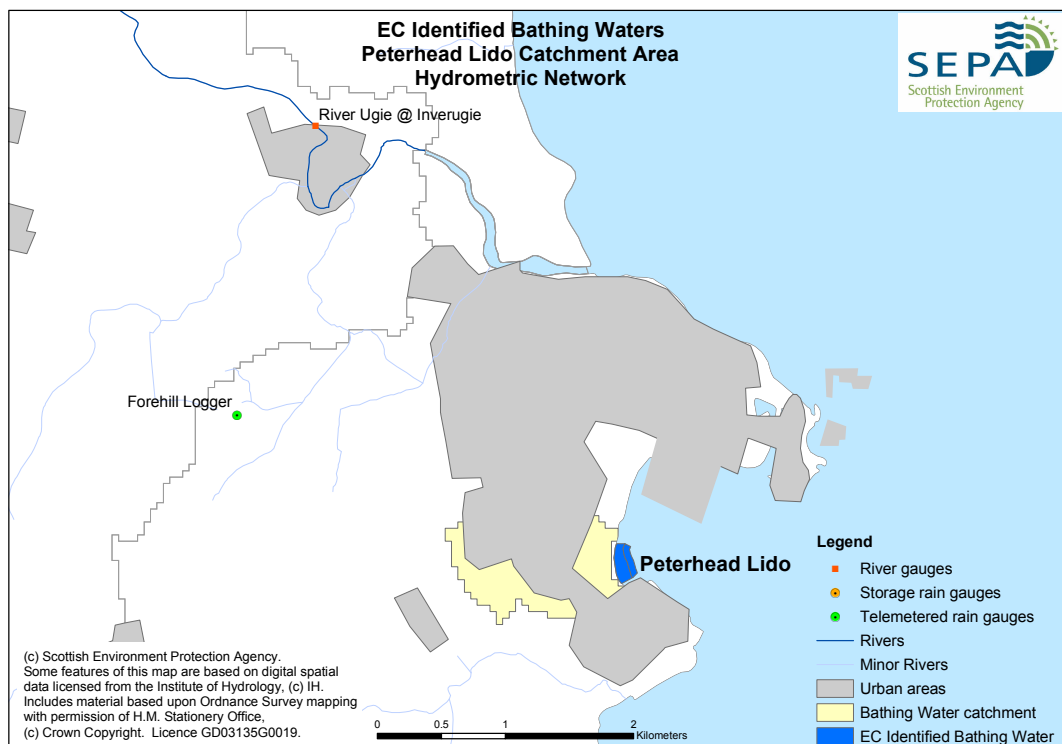 EC Identified Bathing Waters
Peterhead Lido Catchment Area
Hydrometric Network
SEPA
Scottish Environment
Protection Agency
River Ugie @ Inverugie
Forehill Logger
Peterhead Lido
Legend
River gauges
Storage rain gauges
Telemetered rain gauges
Rivers
Minor Rivers
Urban areas
Bathing Water catchment
EC Identified Bathing Water
(c) Scottish Environment Protection Agency.
Some features of this map are based on digital spatial
data licensed from the Institute of Hydrology, (c) IH.
Includes material based upon Ordnance Survey mapping
with permission of H.M. Stationery Office,
(c) Crown Copyright. Licence GD03135G0019.
0 0.5 1 2
Kilometers